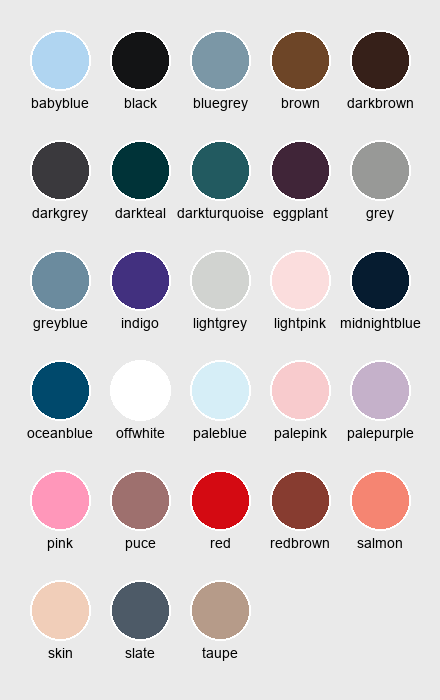 babyblue black bluegrey brown darkbrown
darkgrey darkteal darkturquoise eggplant grey
greyblue indigo lightgrey lightpink midnightblue
oceanblue offwhite paleblue palepink palepurple
pink puce red redbrown salmon
skin slate taupe